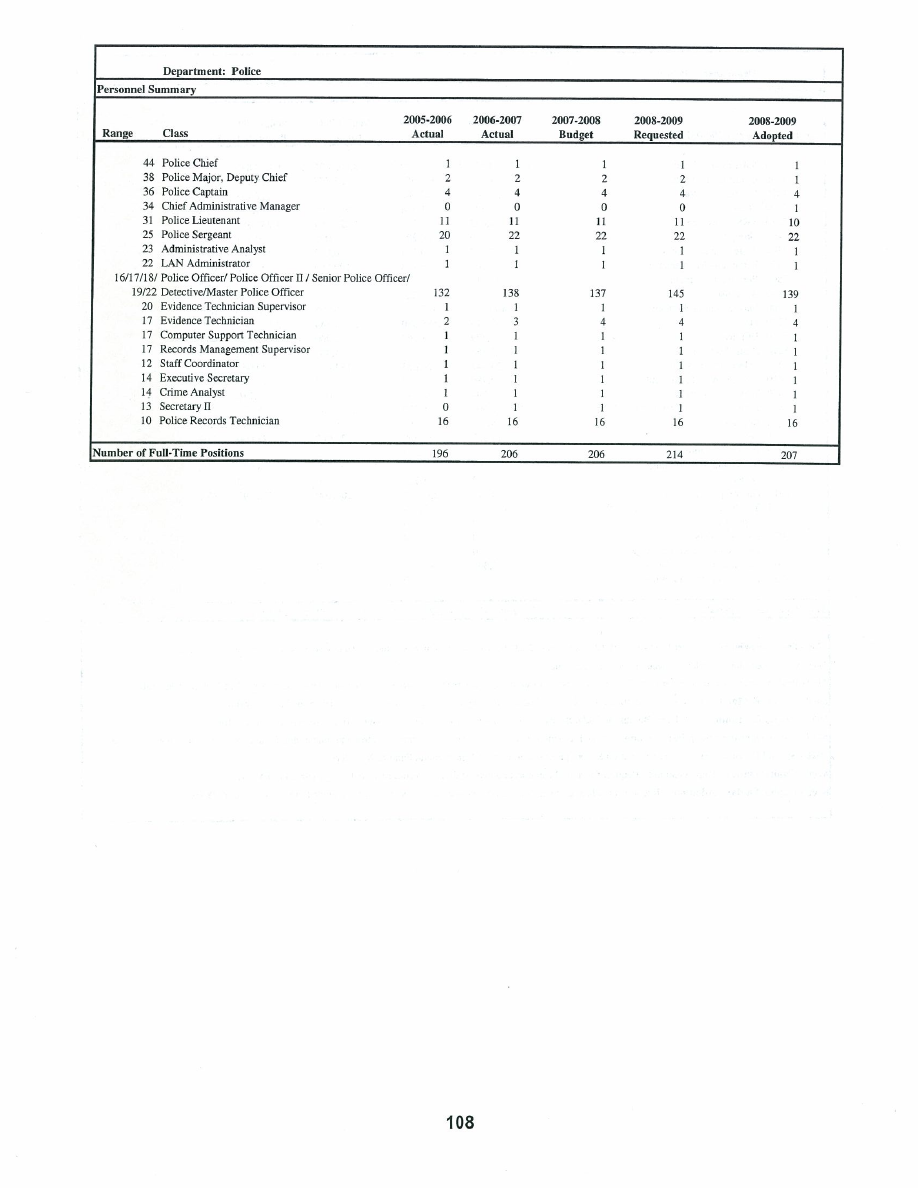 Department: Police
Personnel Summary
2005-2006 2006-2007 2007-2008 2008-2009 2008-2009
Range Class Actual Actual Budget Requested Adopted
44 Police Chief 1 1 1 1 1
38 Police Major, Deputy Chief 2 2 2 2 1
36 Police Captain 4 4 4 4 4
34 Chief Administrative Manager 0 0 0 0 1
31 Police Lieutenant 11 11 11 11 10
25 Police Sergeant 20 22 22 22 22
23 Administrative Analyst 1 1 1 1 1
22 LAN Administrator 1 1 1 1 1
16/17/18/ Police Officer/ Police Officer II / Senior Police Officer/
19/22 Detective/Master Police Officer 132 138 137 145 139
20 Evidence Technician Supervisor 1 1 1 1 1
17 Evidence Technician 2 3 4 4 4
17 Computer Support Technician 1 1 1 1 1
17 Records Management Supervisor 1 1 1 1 1
12 Staff Coordinator 1 1 1 1 1
14 Executive Secretary 1 1 1 1 1
14 Crime Analyst 1 1 1 1 1
13 Secretary II 0 1 1 1 1
10 Police Records Technician 16 16 16 16 16
Number of Full-Time Positions 196 206 206 214 207
108